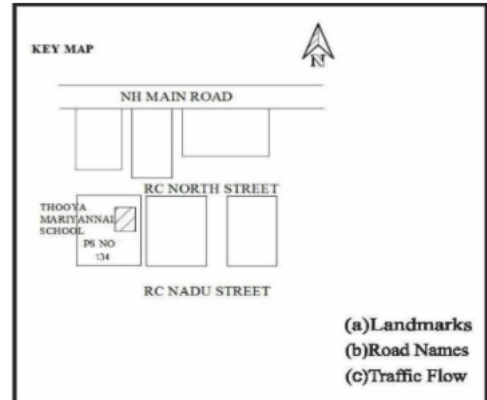 KEY MAP
N
NH MAIN ROAD
RC NORTH STREET
THOOYA
MARIYANNAI
SCHOOL
PS NO
134
RC NADU STREET
(a)Landmarks
(b)Road Names
(c)Traffic Flow